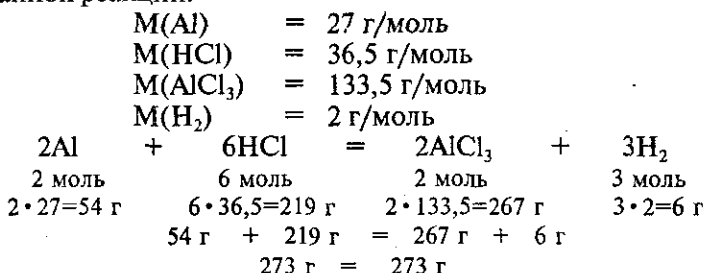 данной реакции.
M(Al) = 27 г/моль
M(HCl) = 36,5 г/моль
M(AlCl₃) = 133,5 г/моль
M(H₂) = 2 г/моль
2Al + 6HCl = 2AlCl₃ + 3H₂
2 моль 6 моль 2 моль 3 моль
2·27=54 г 6·36,5=219 г 2·133,5=267 г 3·2=6 г
54 г + 219 г = 267 г + 6 г
273 г = 273 г